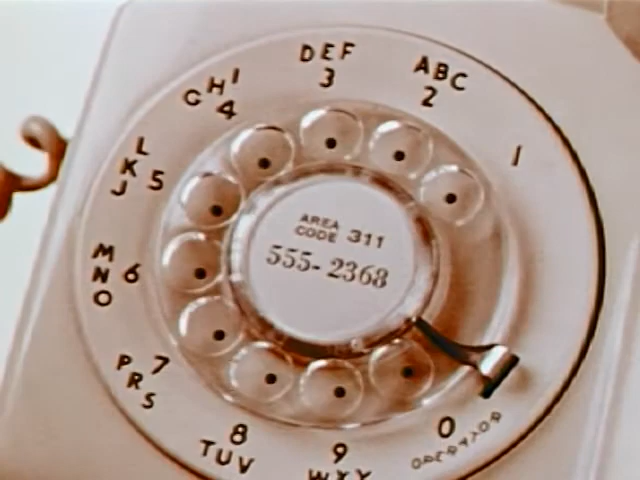 DEF
3
ABC
2
GHI
4
1
JKL
5
MNO
6
AREA
CODE 311
555-2368
PRS
7
8
TUV
9
WXY
0
OPERATOR